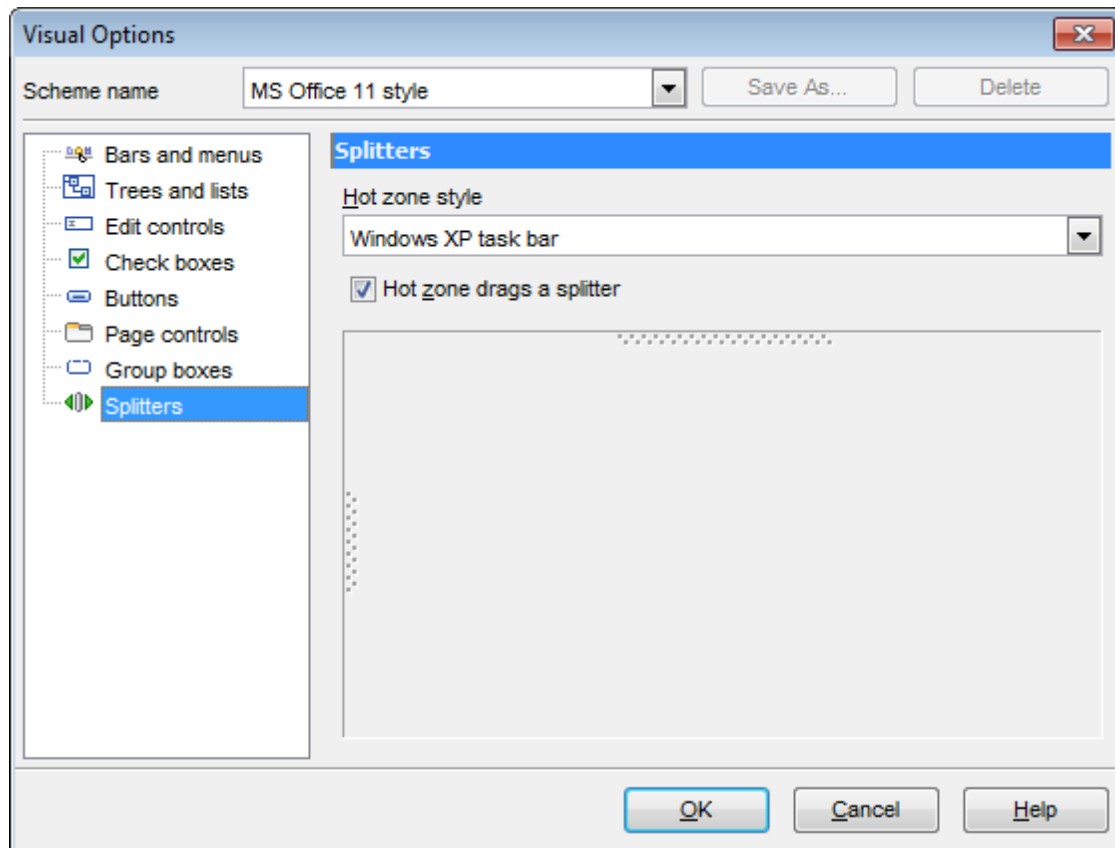 Visual Options
Scheme name MS Office 11 style Save As... Delete
Bars and menus
Trees and lists
Edit controls
Check boxes
Buttons
Page controls
Group boxes
Splitters
Splitters
Hot zone style
Windows XP task bar
Hot zone drags a splitter
OK Cancel Help